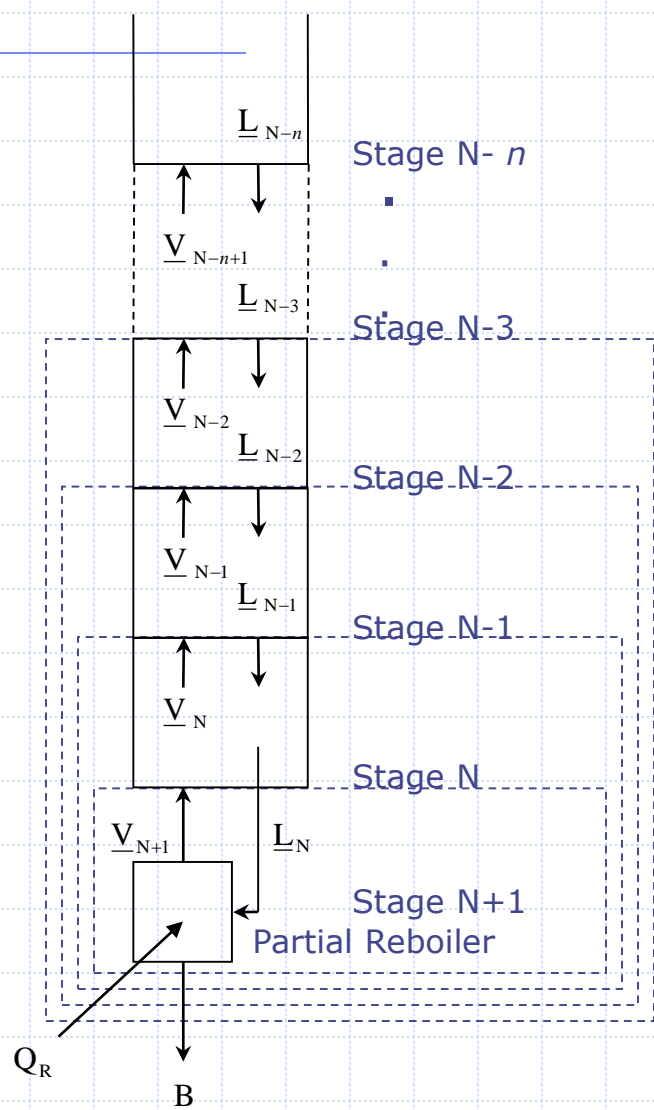 L N−n
Stage N- n
V N−n+1
L N−3
Stage N-3
V N−2
L N−2
Stage N-2
V N−1
L N−1
Stage N-1
V N
Stage N
V N+1
L N
Stage N+1
Partial Reboiler
Q R
B